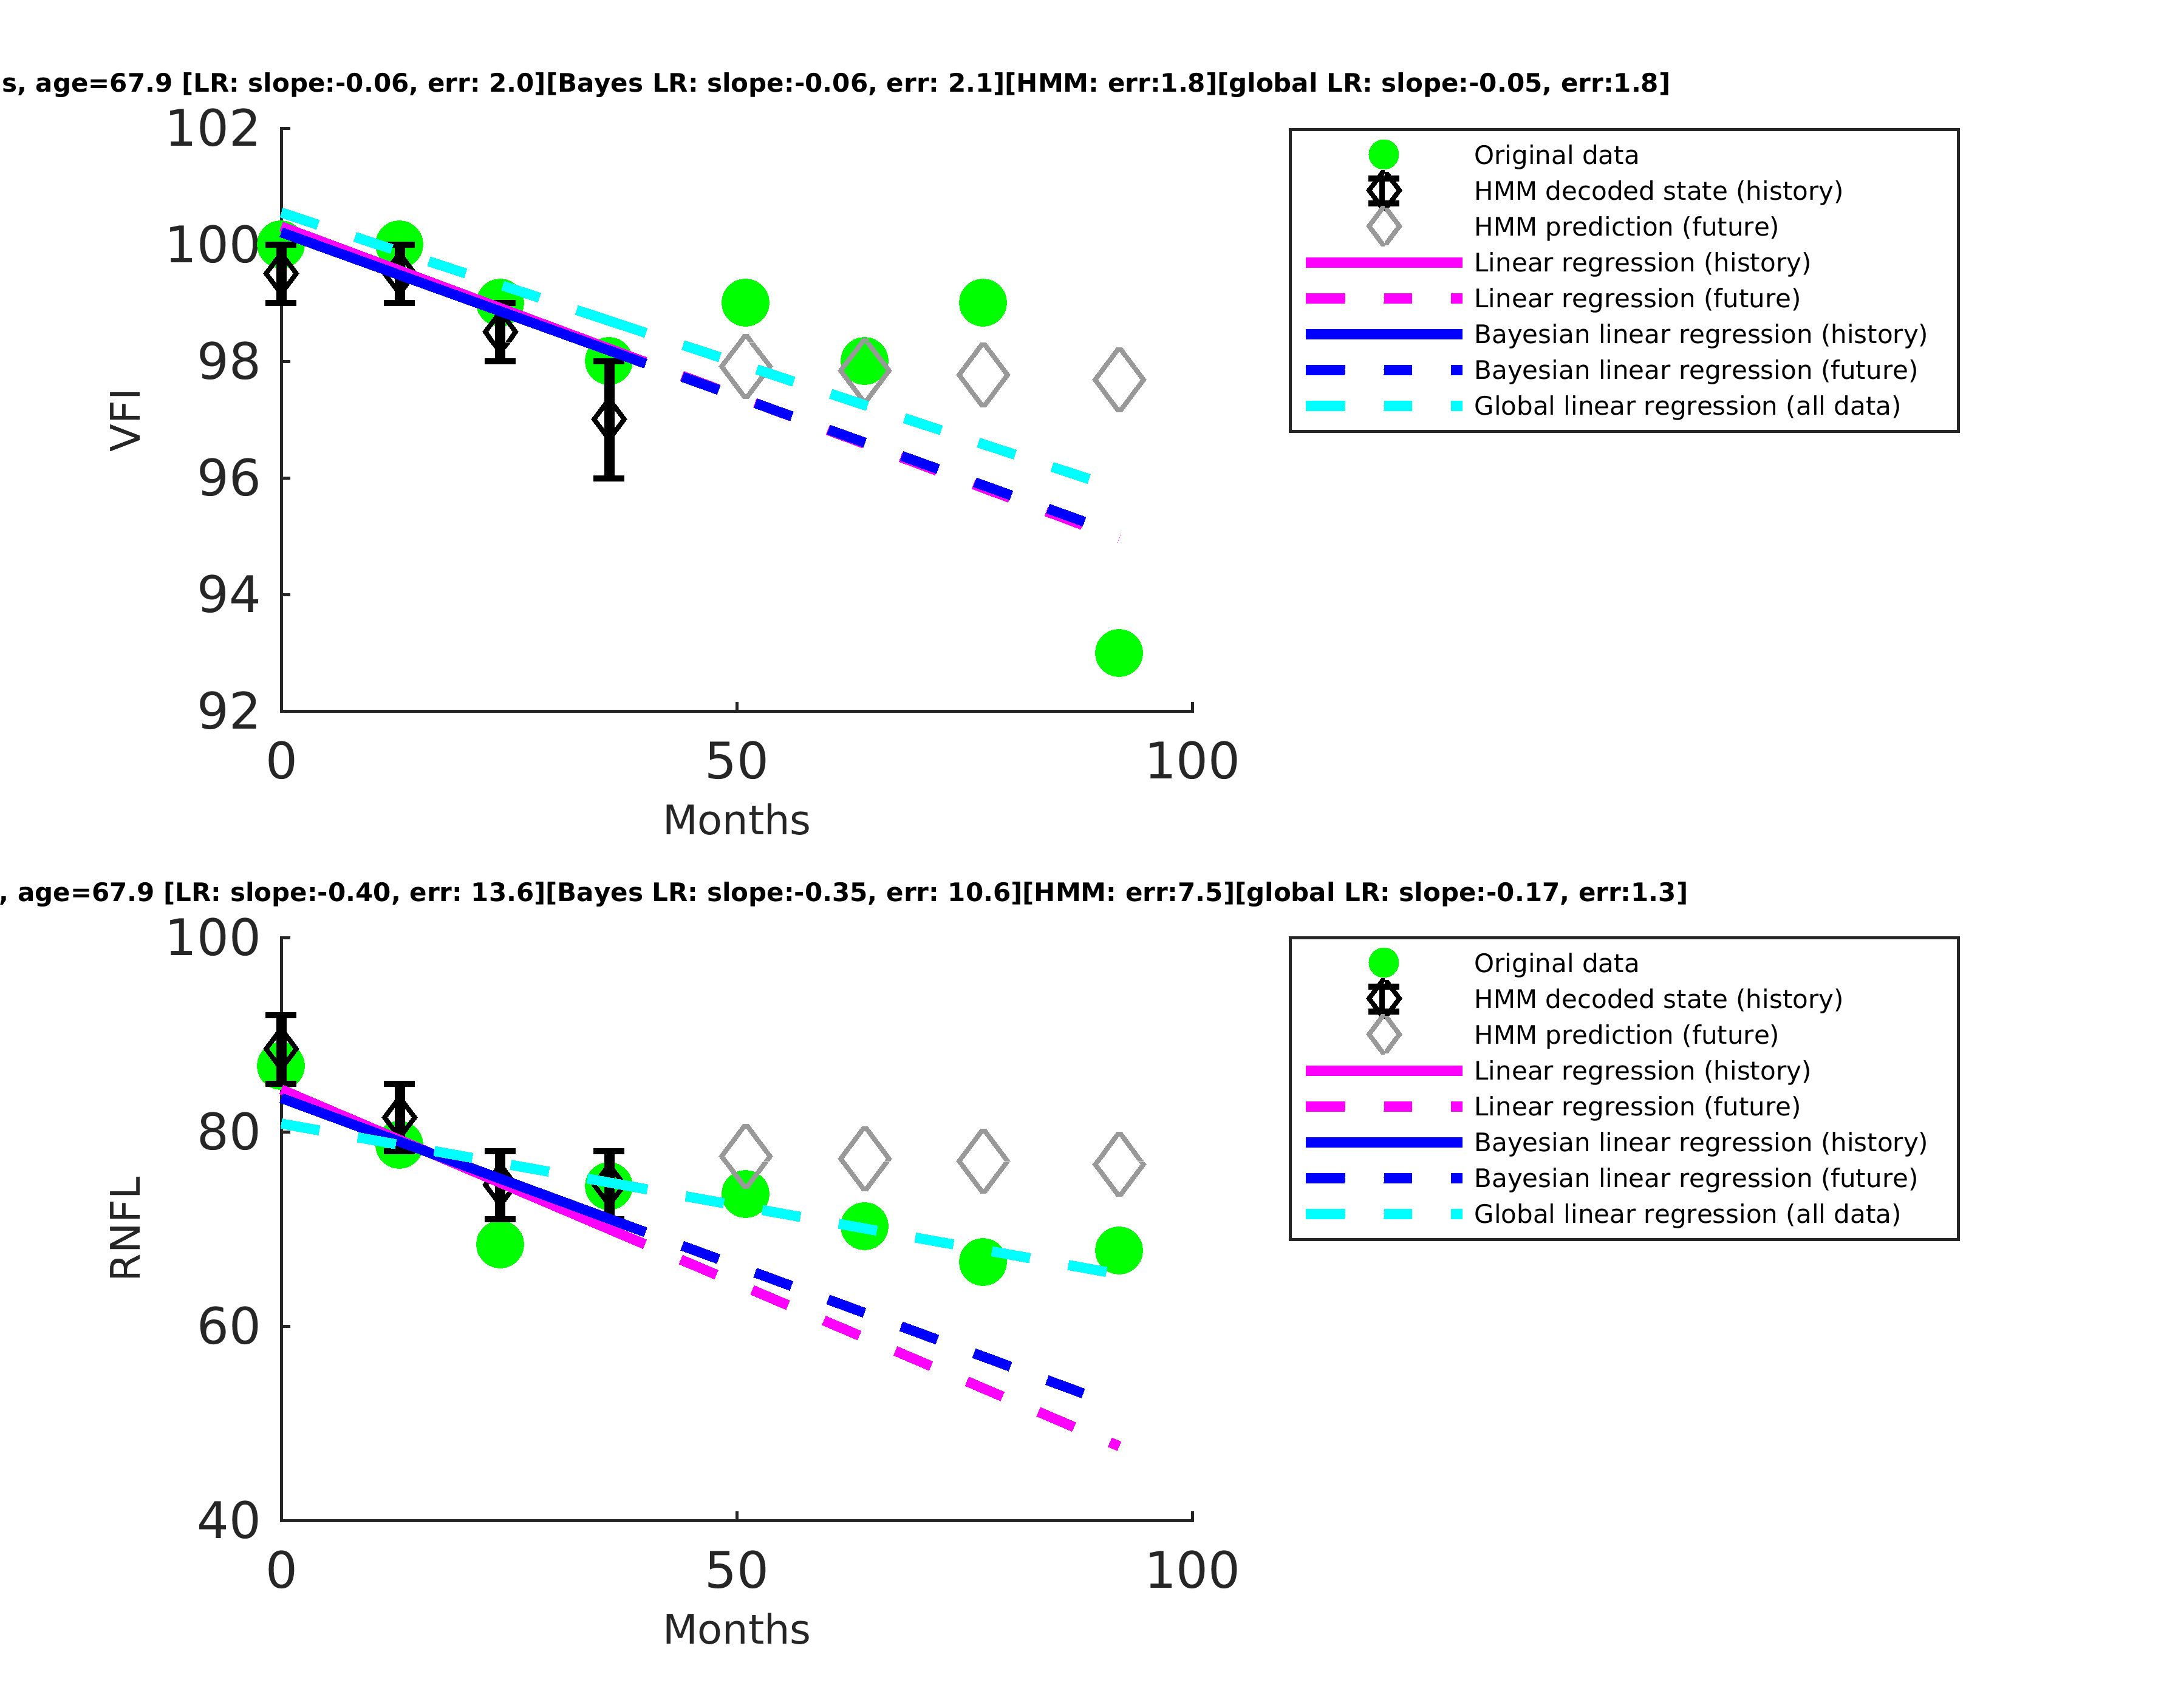 s, age=67.9 [LR: slope:-0.06, err: 2.0][Bayes LR: slope:-0.06, err: 2.1][HMM: err:1.8][global LR: slope:-0.05, err:1.8]
102
100
98
96
94
92
VFI
0
50
100
Months
Original data
HMM decoded state (history)
HMM prediction (future)
Linear regression (history)
Linear regression (future)
Bayesian linear regression (history)
Bayesian linear regression (future)
Global linear regression (all data)
, age=67.9 [LR: slope:-0.40, err: 13.6][Bayes LR: slope:-0.35, err: 10.6][HMM: err:7.5][global LR: slope:-0.17, err:1.3]
100
80
60
40
RNFL
0
50
100
Months
Original data
HMM decoded state (history)
HMM prediction (future)
Linear regression (history)
Linear regression (future)
Bayesian linear regression (history)
Bayesian linear regression (future)
Global linear regression (all data)